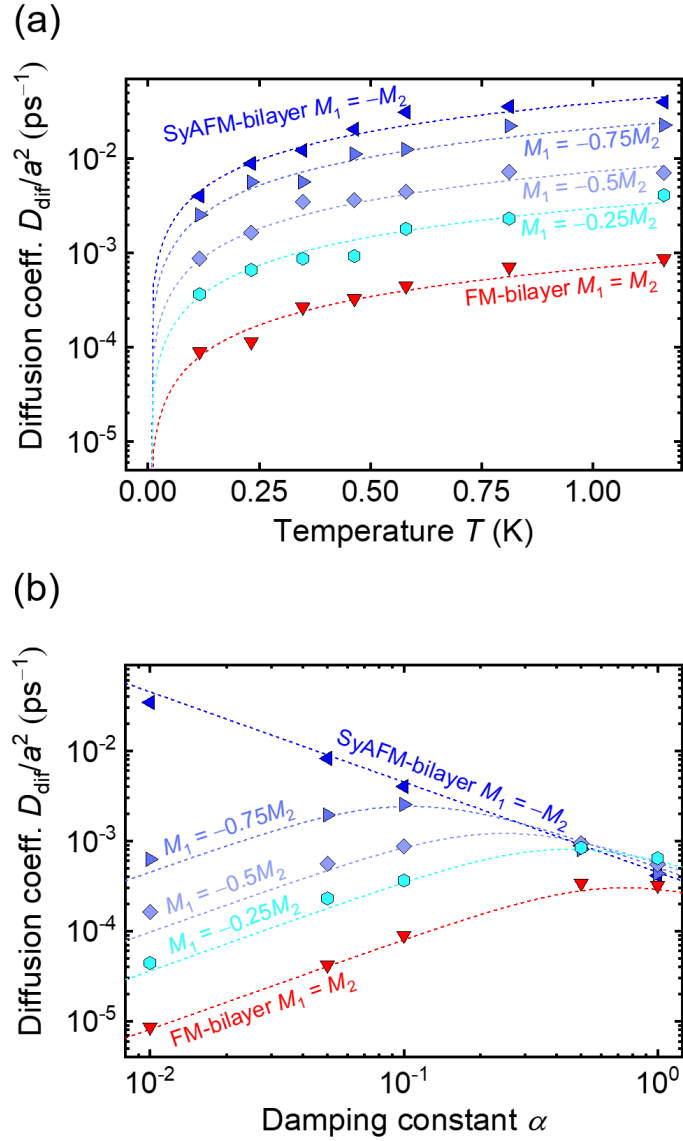 (a)
Diffusion coeff. D_dif/a² (ps⁻¹)
10⁻²
10⁻³
10⁻⁴
10⁻⁵
SyAFM-bilayer M₁ = −M₂
M₁ = −0.75M₂
M₁ = −0.5M₂
M₁ = −0.25M₂
FM-bilayer M₁ = M₂
0.00 0.25 0.50 0.75 1.00
Temperature T (K)
(b)
Diffusion coeff. D_dif/a² (ps⁻¹)
10⁻²
10⁻³
10⁻⁴
10⁻⁵
SyAFM-bilayer M₁ = −M₂
M₁ = −0.75M₂
M₁ = −0.5M₂
M₁ = −0.25M₂
FM-bilayer M₁ = M₂
10⁻² 10⁻¹ 10⁰
Damping constant α